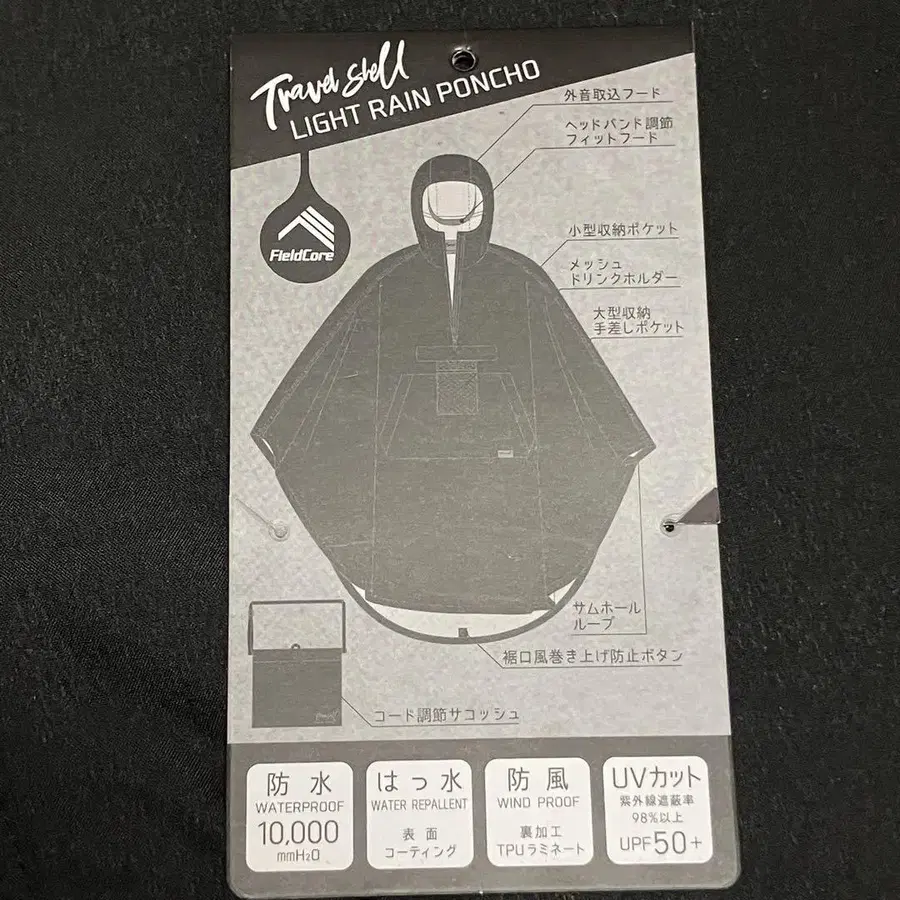 Travel Shell
LIGHT RAIN PONCHO
FieldCore
外音取込フード
ヘッドバンド調節
フィットフード
小型収納ポケット
メッシュ
ドリンクホルダー
大型収納
手差しポケット
サムホール
ループ
裾口風巻き上げ防止ボタン
コード調節サコッシュ
防水
WATERPROOF
10,000
mmH₂O
はっ水
WATER REPALLENT
表面
コーティング
防風
WIND PROOF
裏加工
TPUラミネート
UVカット
紫外線遮蔽率
98%以上
UPF50+